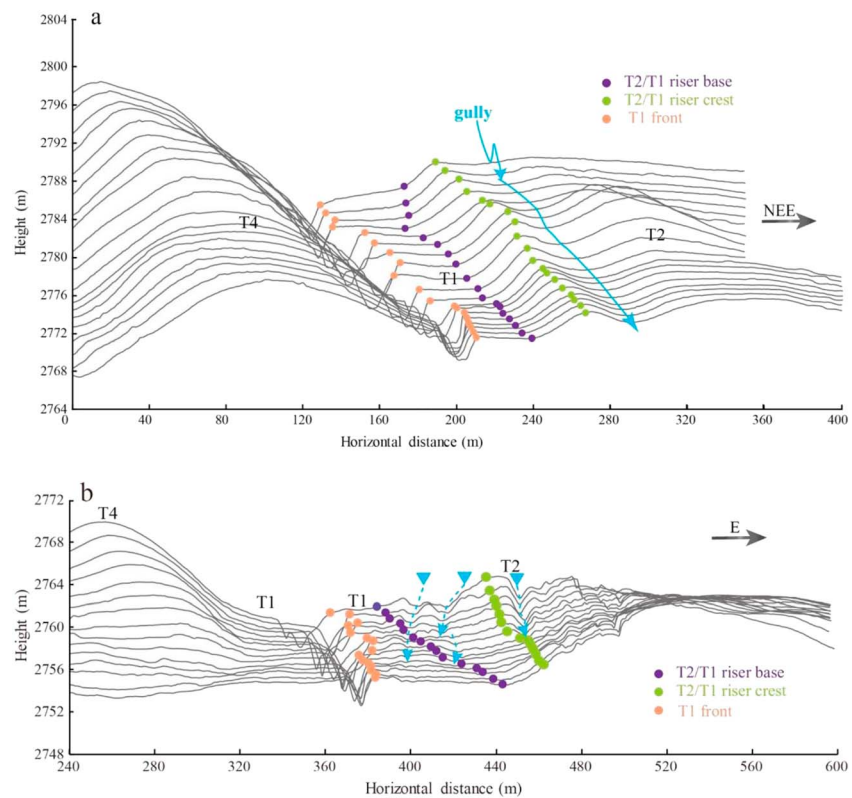 a
2804
2800
2796
2792
2788
2784
2780
2776
2772
2768
2764
Height (m)
T2/T1 riser base
T2/T1 riser crest
T1 front
gully
T4
T1
T2
NEE
0 40 80 120 160 200 240 280 320 360 400
Horizontal distance (m)
b
2772
2768
2764
2760
2756
2752
2748
Height (m)
T4
T1
T1
T2
E
T2/T1 riser base
T2/T1 riser crest
T1 front
240 280 320 360 400 440 480 520 560 600
Horizontal distance (m)